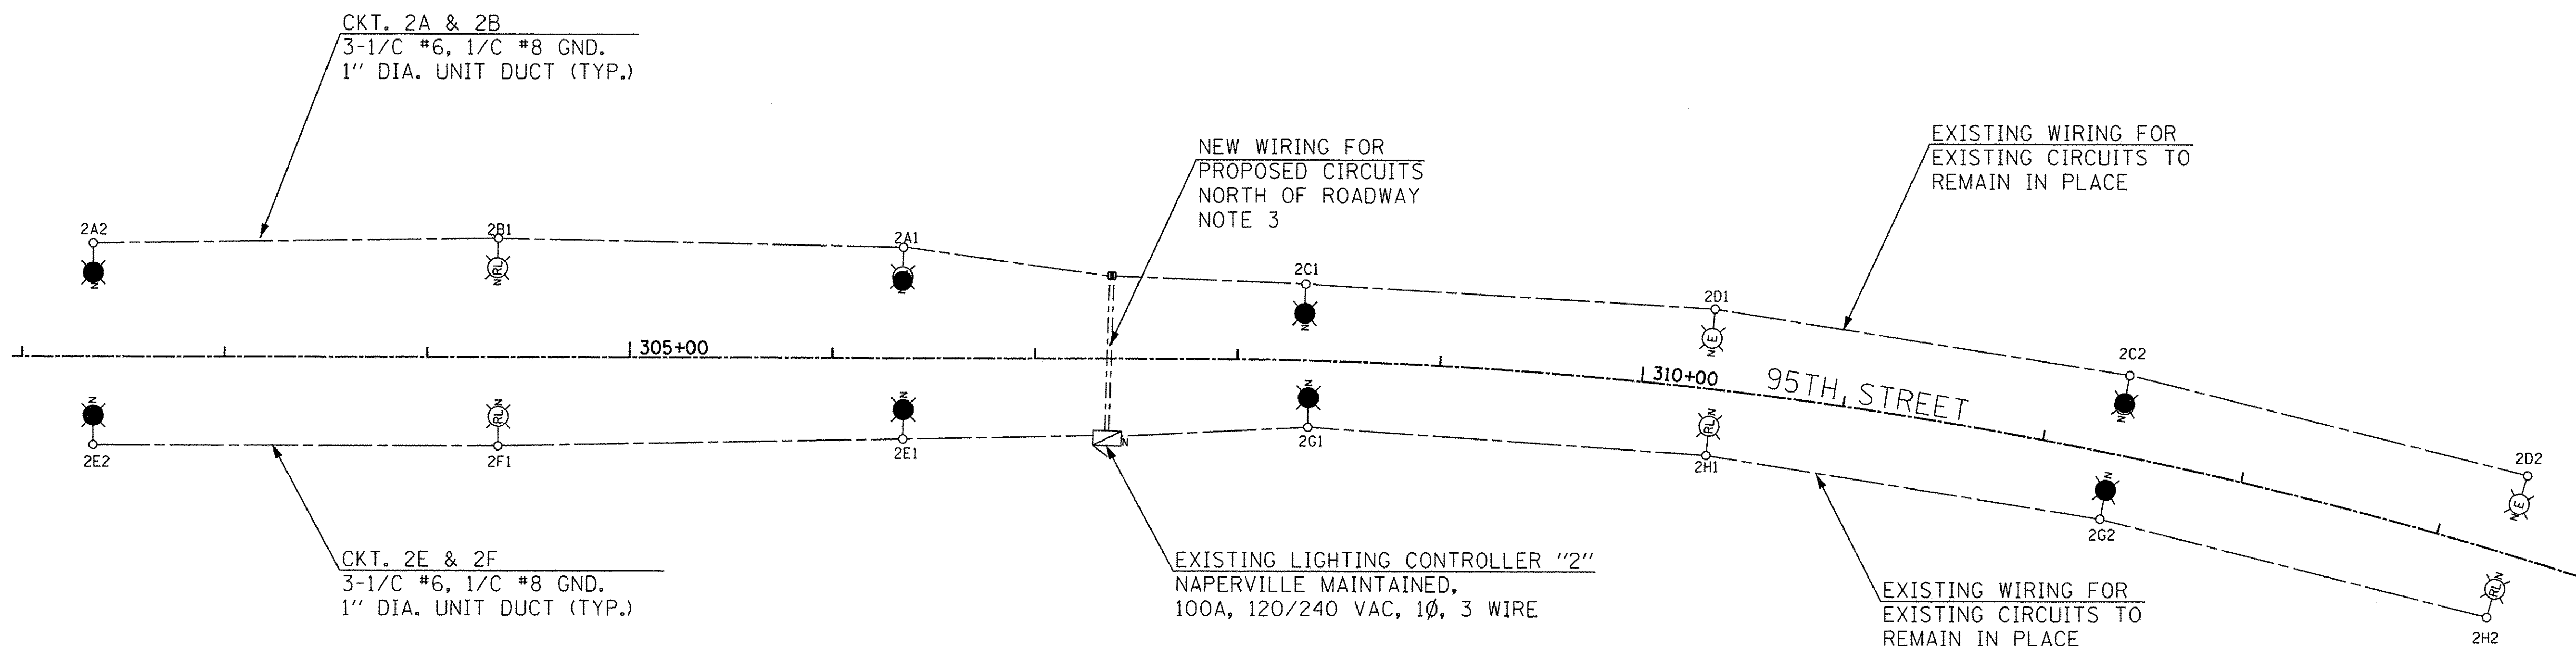 CKT. 2A & 2B
3-1/C #6, 1/C #8 GND.
1" DIA. UNIT DUCT (TYP.)
NEW WIRING FOR
PROPOSED CIRCUITS
NORTH OF ROADWAY
NOTE 3
EXISTING WIRING FOR
EXISTING CIRCUITS TO
REMAIN IN PLACE
2A2
N
2B1
RL
N
2A1
N
2C1
N
2D1
E
N
2C2
N
2D2
E
N
305+00
310+00
95TH STREET
N
2E2
RL N
2F1
N
2E1
N
N
2G1
RL N
2H1
N
2G2
RL N
2H2
CKT. 2E & 2F
3-1/C #6, 1/C #8 GND.
1" DIA. UNIT DUCT (TYP.)
EXISTING LIGHTING CONTROLLER "2"
NAPERVILLE MAINTAINED,
100A, 120/240 VAC, 1Ø, 3 WIRE
EXISTING WIRING FOR
EXISTING CIRCUITS TO
REMAIN IN PLACE